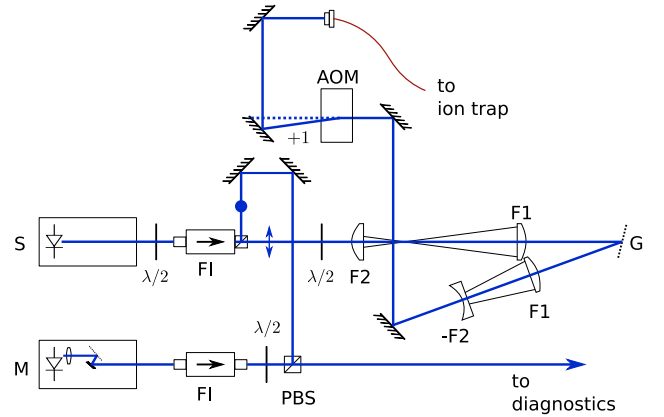 AOM
to
ion trap
+1
S
λ/2
FI
λ/2
F2
F1
G
F1
-F2
λ/2
M
FI
PBS
to
diagnostics